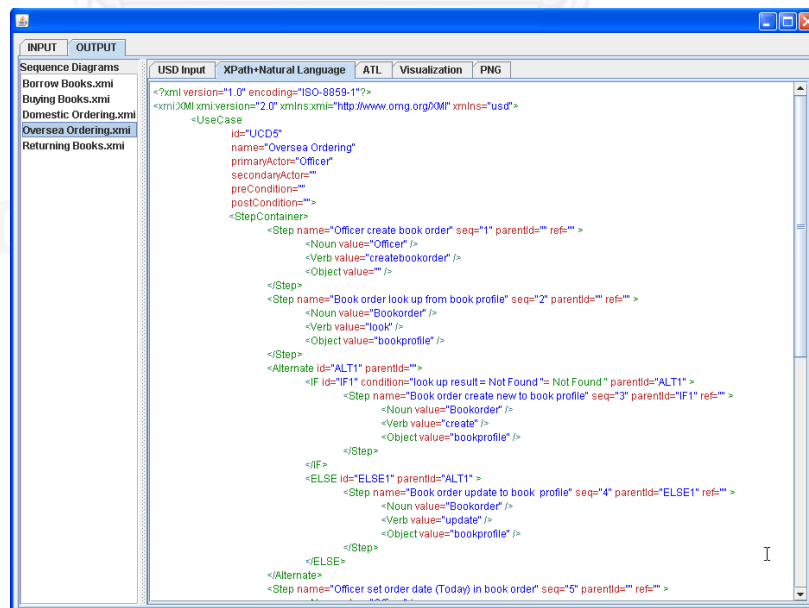 INPUT OUTPUT
Sequence Diagrams
Borrow Books.xmi
Buying Books.xmi
Domestic Ordering.xmi
Oversea Ordering.xmi
Returning Books.xmi
USD Input XPath+Natural Language ATL Visualization PNG
<?xml version="1.0" encoding="ISO-8859-1"?>
<xmi:XMI xmi:version="2.0" xmlns:xmi="http://www.omg.org/XMI" xmlns="usd">
<UseCase
id="UCD5"
name="Oversea Ordering"
primaryActor="Officer"
secondaryActor=""
preCondition=""
postCondition="">
<StepContainer>
<Step name="Officer create book order" seq="1" parentId="" ref="" >
<Noun value="Officer" />
<Verb value="createbookorder" />
<Object value="" />
</Step>
<Step name="Book order look up from book profile" seq="2" parentId="" ref="" >
<Noun value="Bookorder" />
<Verb value="look" />
<Object value="bookprofile" />
</Step>
<Alternate id="ALT1" parentId="">
<IF id="IF1" condition="look up result = Not Found "= Not Found " parentId="ALT1" >
<Step name="Book order create new to book profile" seq="3" parentId="IF1" ref="" >
<Noun value="Bookorder" />
<Verb value="create" />
<Object value="bookprofile" />
</Step>
</IF>
<ELSE id="ELSE1" parentId="ALT1" >
<Step name="Book order update to book  profile" seq="4" parentId="ELSE1" ref="" >
<Noun value="Bookorder" />
<Verb value="update" />
<Object value="bookprofile" />
</Step>
</ELSE>
</Alternate>
<Step name="Officer set order date (Today) in book order" seq="5" parentId="" ref="" >